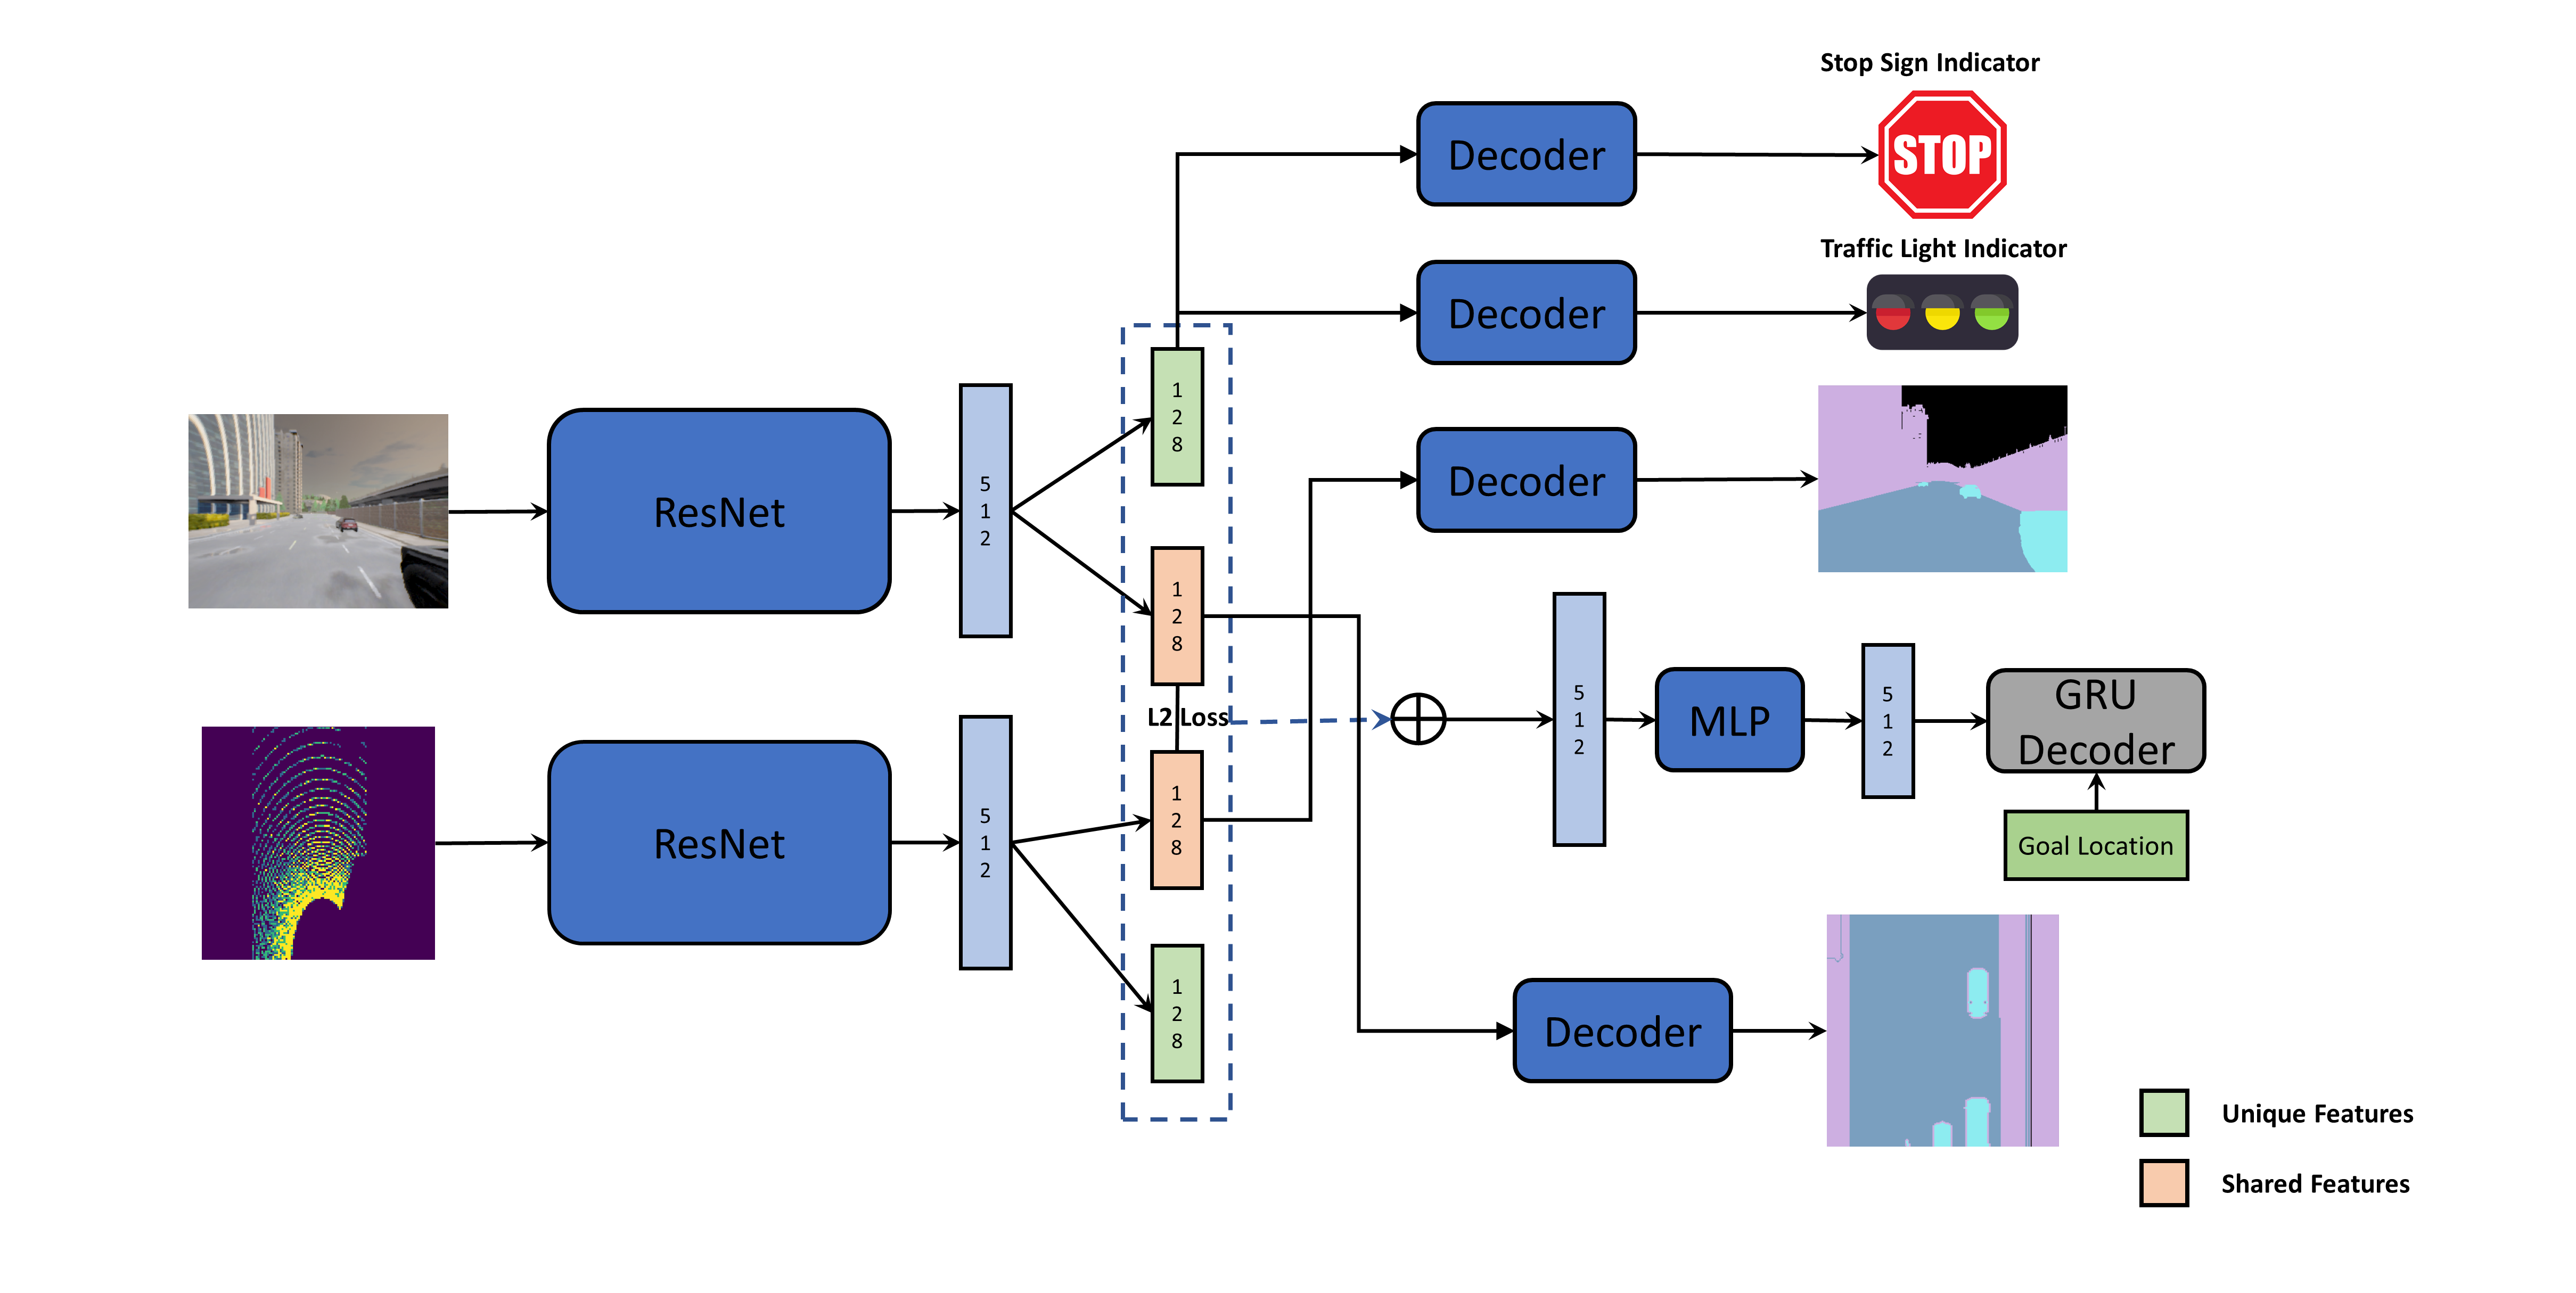 Stop Sign Indicator
STOP
Decoder
Traffic Light Indicator
Decoder
Decoder
ResNet
512
128
128
L2 Loss
ResNet
512
128
128
512
MLP
512
GRU
Decoder
Goal Location
Decoder
Unique Features
Shared Features